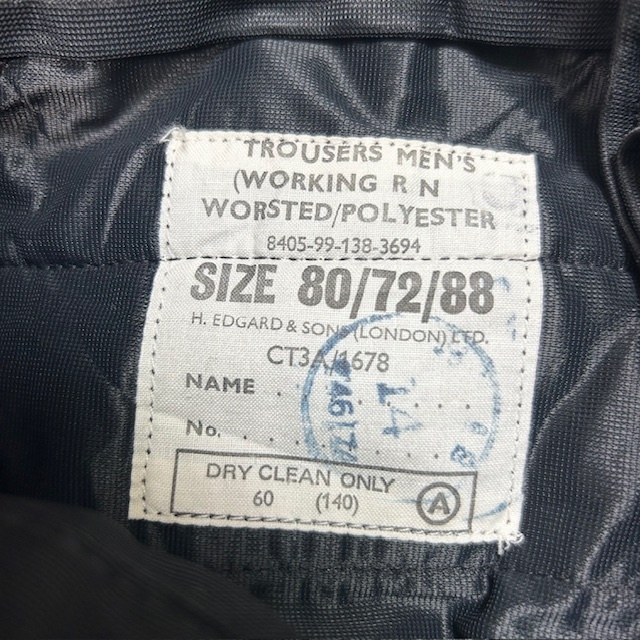 TROUSERS MEN'S
(WORKING R N
WORSTED/POLYESTER
8405-99-138-3694
SIZE 80/72/88
H. EDGARD & SONS (LONDON) LTD.
CT3A/1678
NAME
No.
14
DRY CLEAN ONLY
60 (140)
A